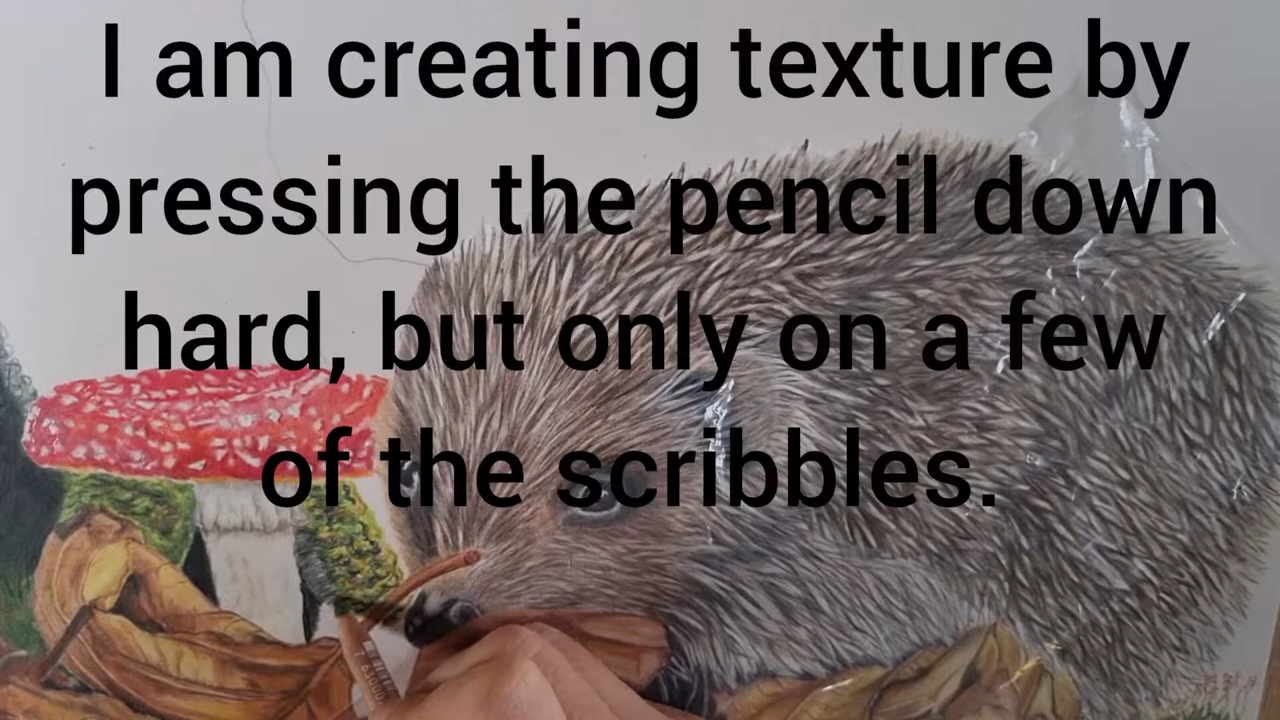 I am creating texture by
pressing the pencil down
hard, but only on a few
of the scribbles.